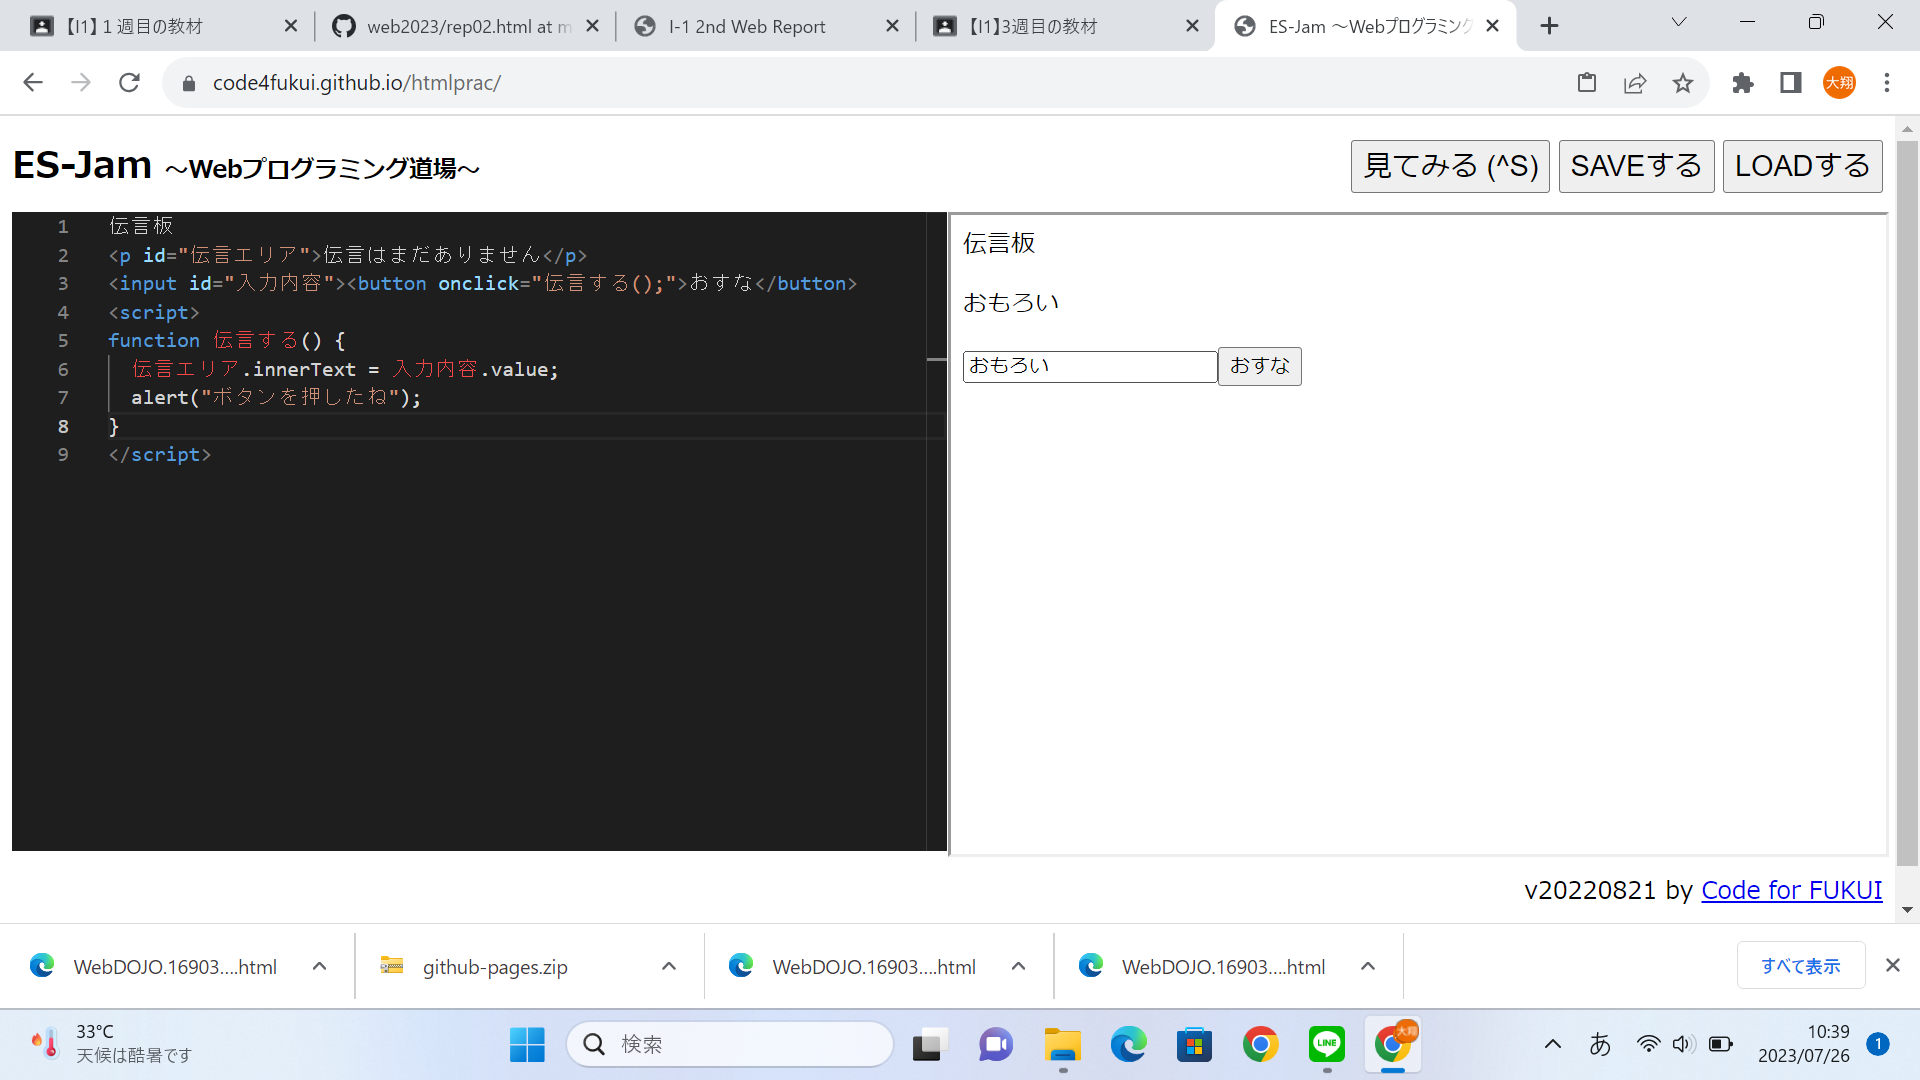 【I1】１週目の教材
web2023/rep02.html at m
I-1 2nd Web Report
【I1】3週目の教材
ES-Jam 〜Webプログラミング
code4fukui.github.io/htmlprac/
大翔
ES-Jam 〜Webプログラミング道場〜
見てみる (^S)
SAVEする
LOADする
1 伝言板
2 <p id="伝言エリア">伝言はまだありません</p>
3 <input id="入力内容"><button onclick="伝言する();">おすな</button>
4 <script>
5 function 伝言する() {
6 伝言エリア.innerText = 入力内容.value;
7 alert("ボタンを押したね");
8 }
9 </script>
伝言板
おもろい
おもろい
おすな
v20220821 by Code for FUKUI
WebDOJO.16903....html
github-pages.zip
WebDOJO.16903....html
WebDOJO.16903....html
すべて表示
33°C
天候は酷暑です
検索
LINE
大翔
あ
10:39
2023/07/26
1